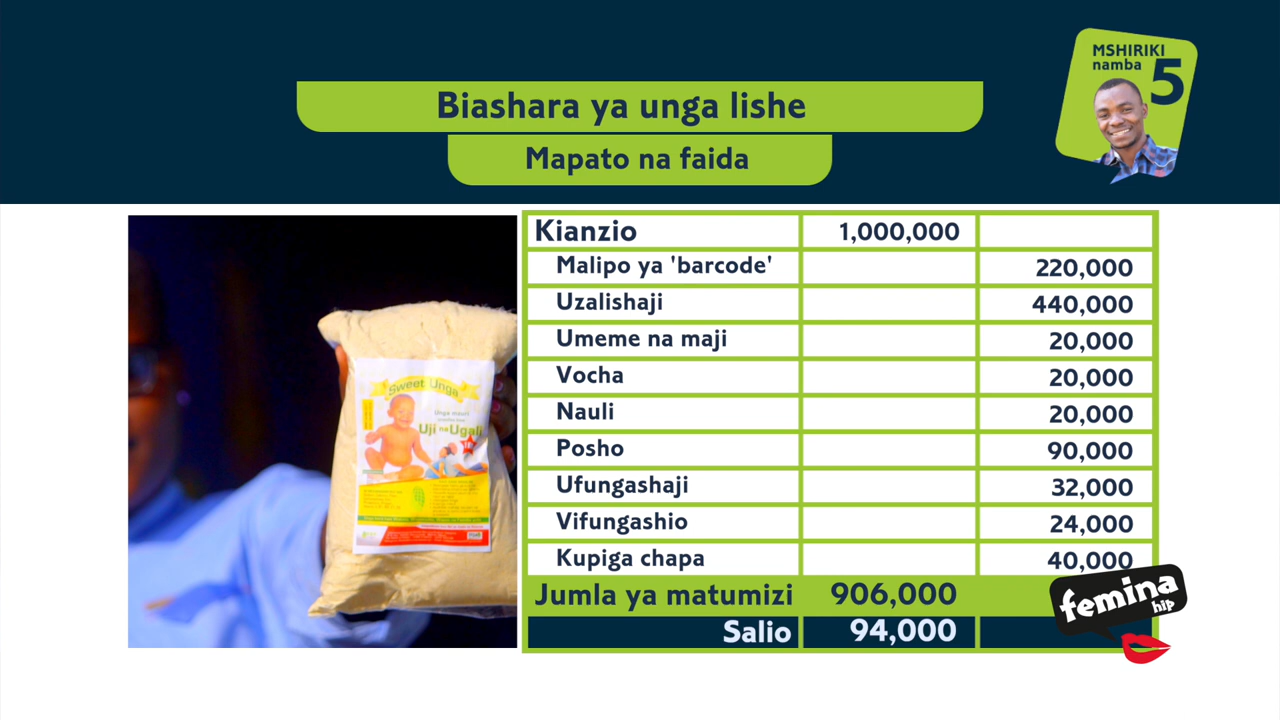 MSHIRIKI
namba 5
Biashara ya unga lishe
Mapato na faida
Kianzio 1,000,000
Malipo ya 'barcode' 220,000
Uzalishaji 440,000
Umeme na maji 20,000
Vocha 20,000
Nauli 20,000
Posho 90,000
Ufungashaji 32,000
Vifungashio 24,000
Kupiga chapa 40,000
Jumla ya matumizi 906,000
Salio 94,000
Sweet Unga
Uji na Ugali
femina
hip